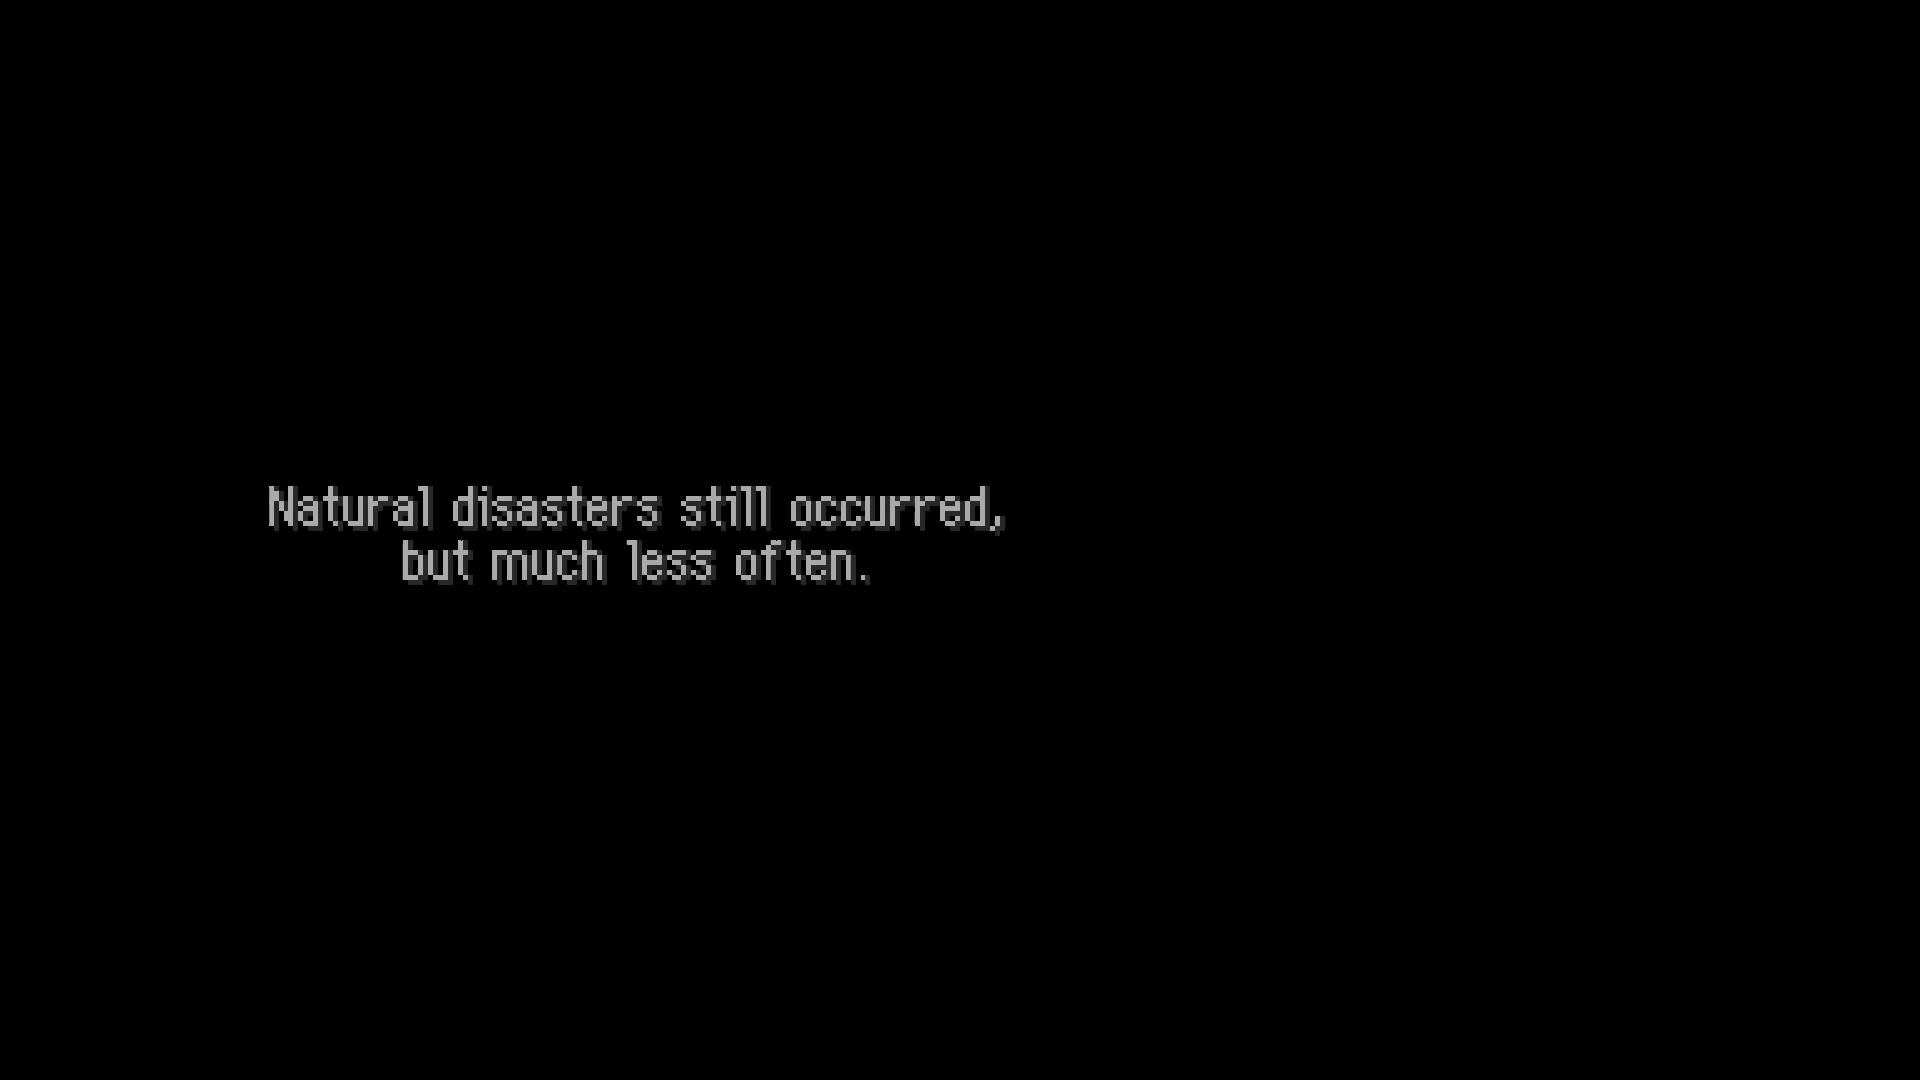 Natural disasters still occurred,
but much less often.